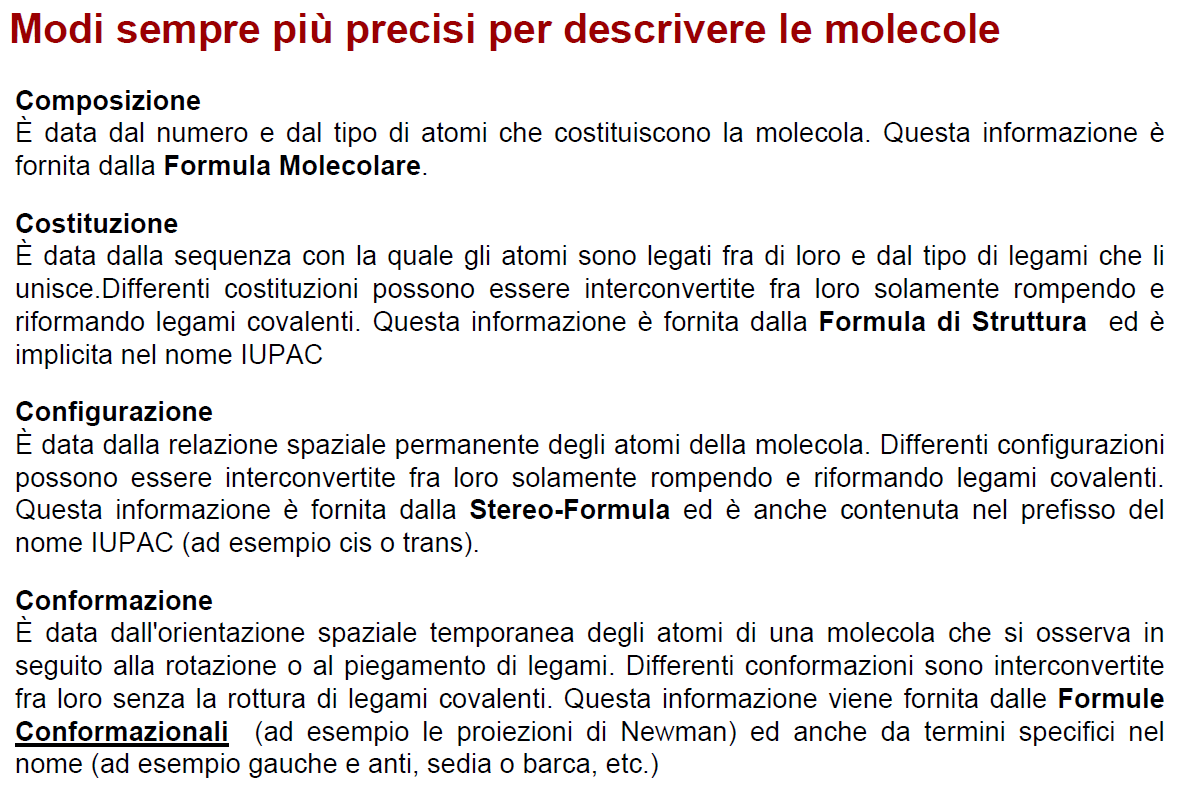 Modi sempre più precisi per descrivere le molecole
Composizione
È data dal numero e dal tipo di atomi che costituiscono la molecola. Questa informazione è
fornita dalla Formula Molecolare.
Costituzione
È data dalla sequenza con la quale gli atomi sono legati fra di loro e dal tipo di legami che li
unisce.Differenti costituzioni possono essere interconvertite fra loro solamente rompendo e
riformando legami covalenti. Questa informazione è fornita dalla Formula di Struttura ed è
implicita nel nome IUPAC
Configurazione
È data dalla relazione spaziale permanente degli atomi della molecola. Differenti configurazioni
possono essere interconvertite fra loro solamente rompendo e riformando legami covalenti.
Questa informazione è fornita dalla Stereo-Formula ed è anche contenuta nel prefisso del
nome IUPAC (ad esempio cis o trans).
Conformazione
È data dall'orientazione spaziale temporanea degli atomi di una molecola che si osserva in
seguito alla rotazione o al piegamento di legami. Differenti conformazioni sono interconvertite
fra loro senza la rottura di legami covalenti. Questa informazione viene fornita dalle Formule
Conformazionali (ad esempio le proiezioni di Newman) ed anche da termini specifici nel
nome (ad esempio gauche e anti, sedia o barca, etc.)